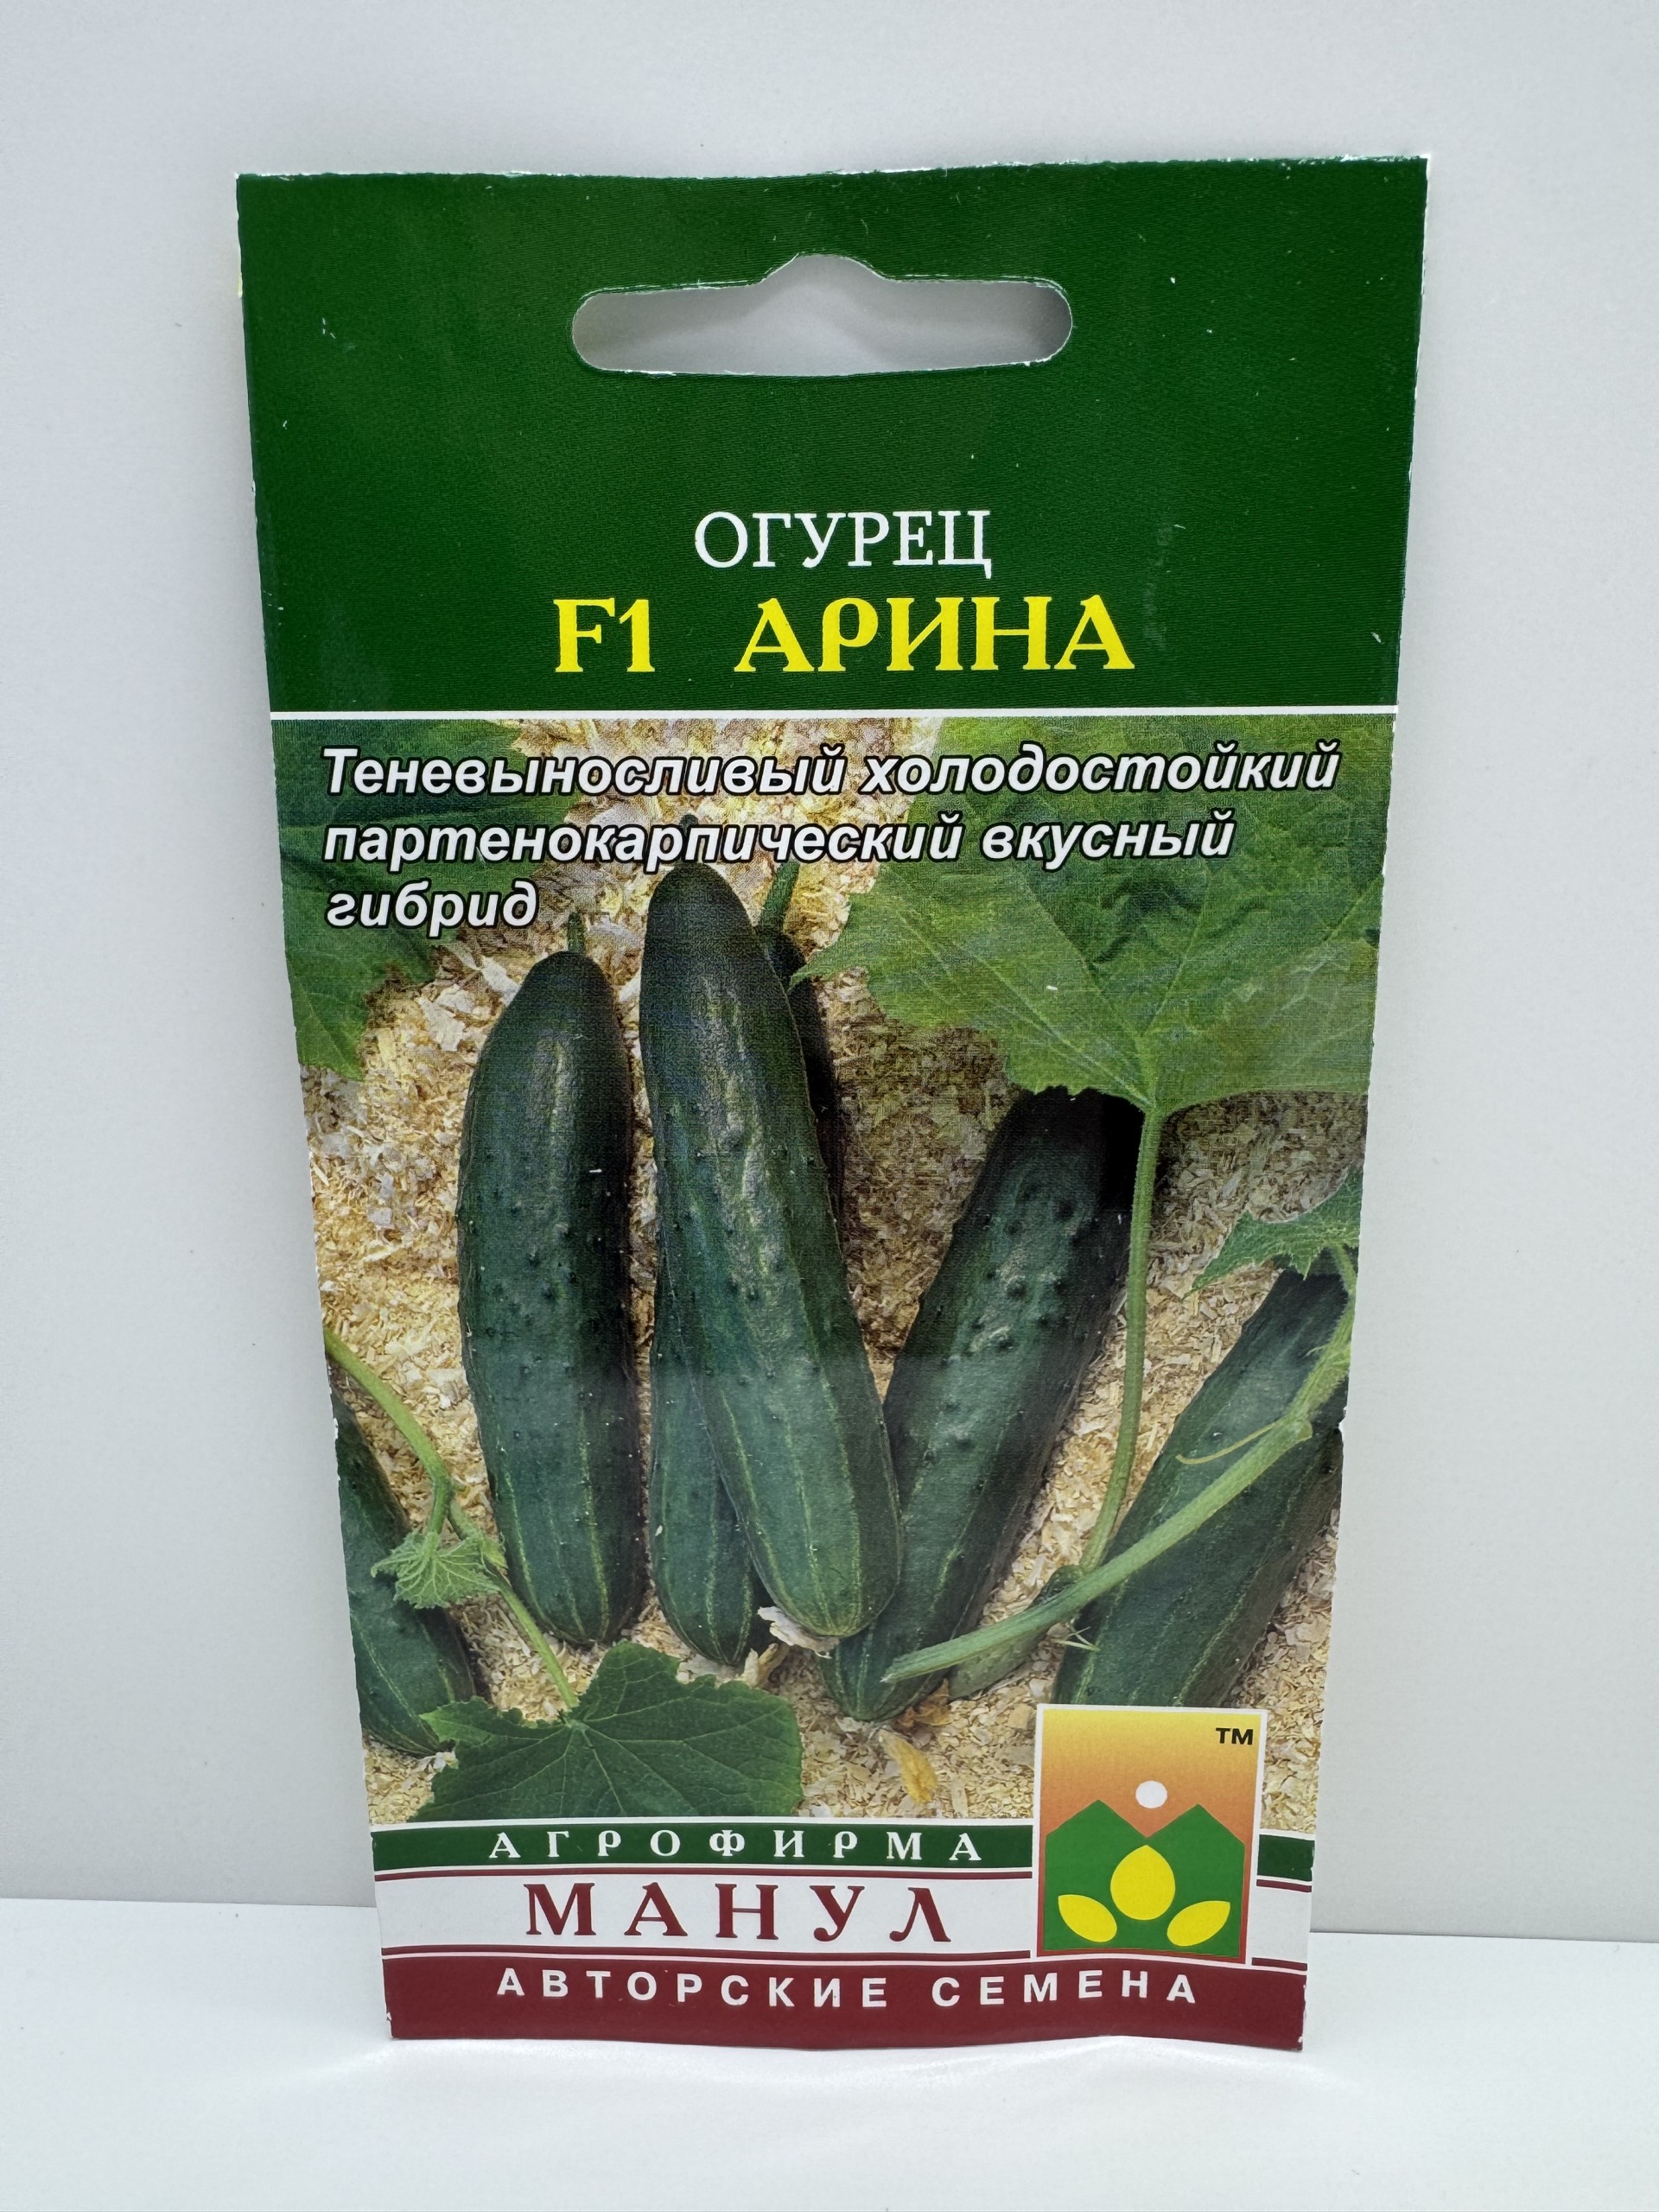 ОГУРЕЦ
F1 АРИНА
Теневыносливый холодостойкий
партенокарпический вкусный
гибрид
TM
АГРОФИРМА
МАНУЛ
АВТОРСКИЕ СЕМЕНА